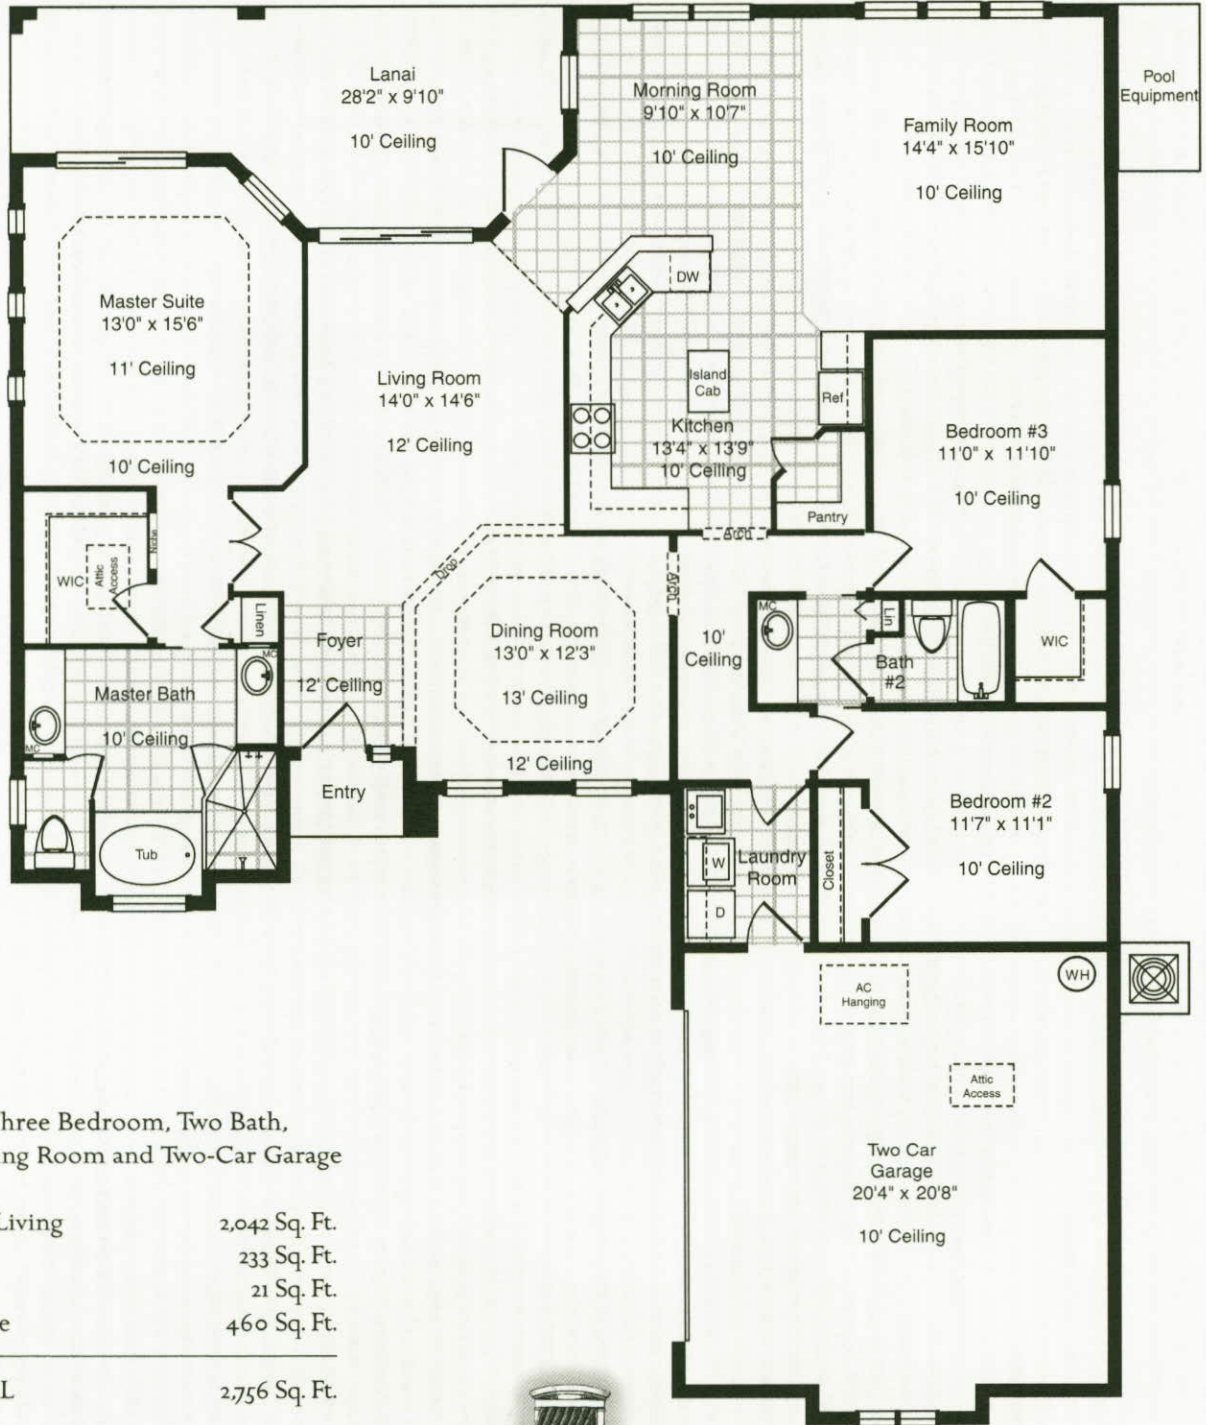 Lanai
28'2" x 9'10"
10' Ceiling
Morning Room
9'10" x 10'7"
10' Ceiling
Family Room
14'4" x 15'10"
10' Ceiling
Pool
Equipment
Master Suite
13'0" x 15'6"
11' Ceiling
10' Ceiling
Living Room
14'0" x 14'6"
12' Ceiling
DW
Island
Cab
Ref
Kitchen
13'4" x 13'9"
10' Ceiling
Pantry
Arch
Bedroom #3
11'0" x 11'10"
10' Ceiling
WIC
Attic
Access
Niche
Linen
Drop
Arch
Foyer
12' Ceiling
Dining Room
13'0" x 12'3"
13' Ceiling
12' Ceiling
10'
Ceiling
MC
Lin
Bath
#2
WIC
Master Bath
10' Ceiling
MC
MC
Tub
Entry
Bedroom #2
11'7" x 11'1"
10' Ceiling
Closet
Laundry
Room
W
D
AC
Hanging
WH
Attic
Access
Two Car
Garage
20'4" x 20'8"
10' Ceiling
hree Bedroom, Two Bath,
ng Room and Two-Car Garage
Living 2,042 Sq. Ft.
233 Sq. Ft.
21 Sq. Ft.
e 460 Sq. Ft.
L 2,756 Sq. Ft.